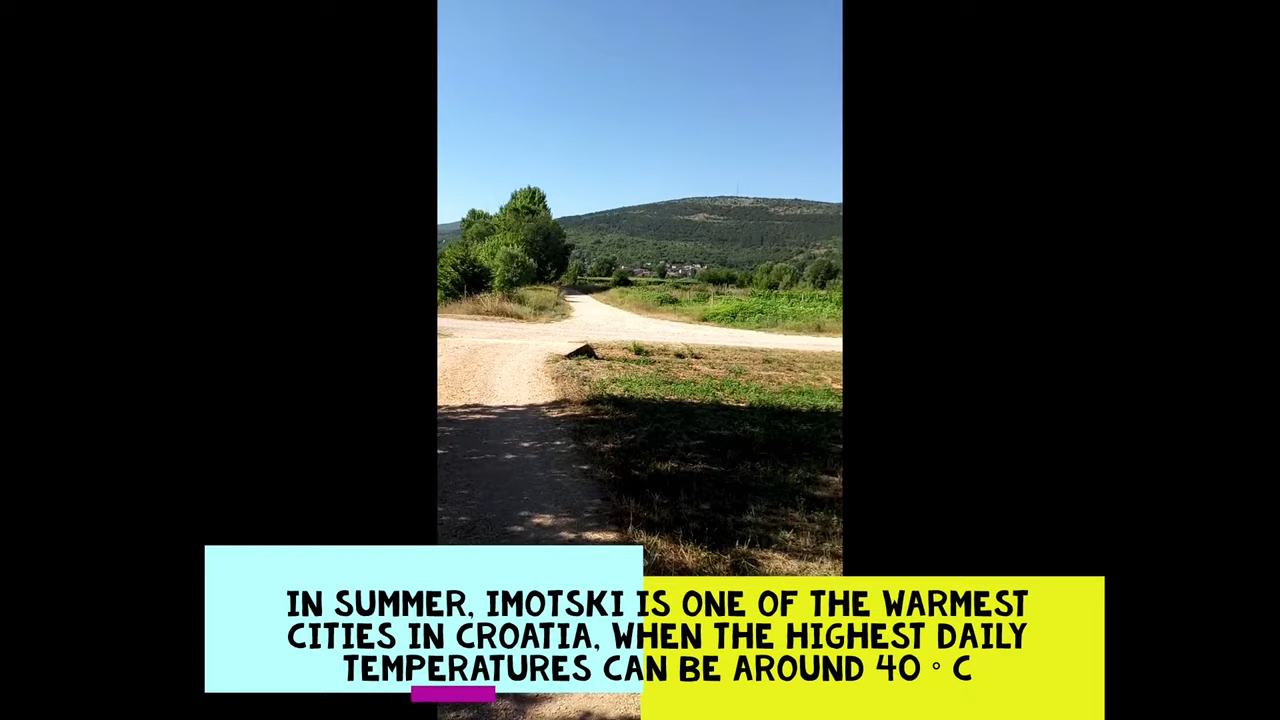 IN SUMMER, IMOTSKI IS ONE OF THE WARMEST
CITIES IN CROATIA, WHEN THE HIGHEST DAILY
TEMPERATURES CAN BE AROUND 40 ° C